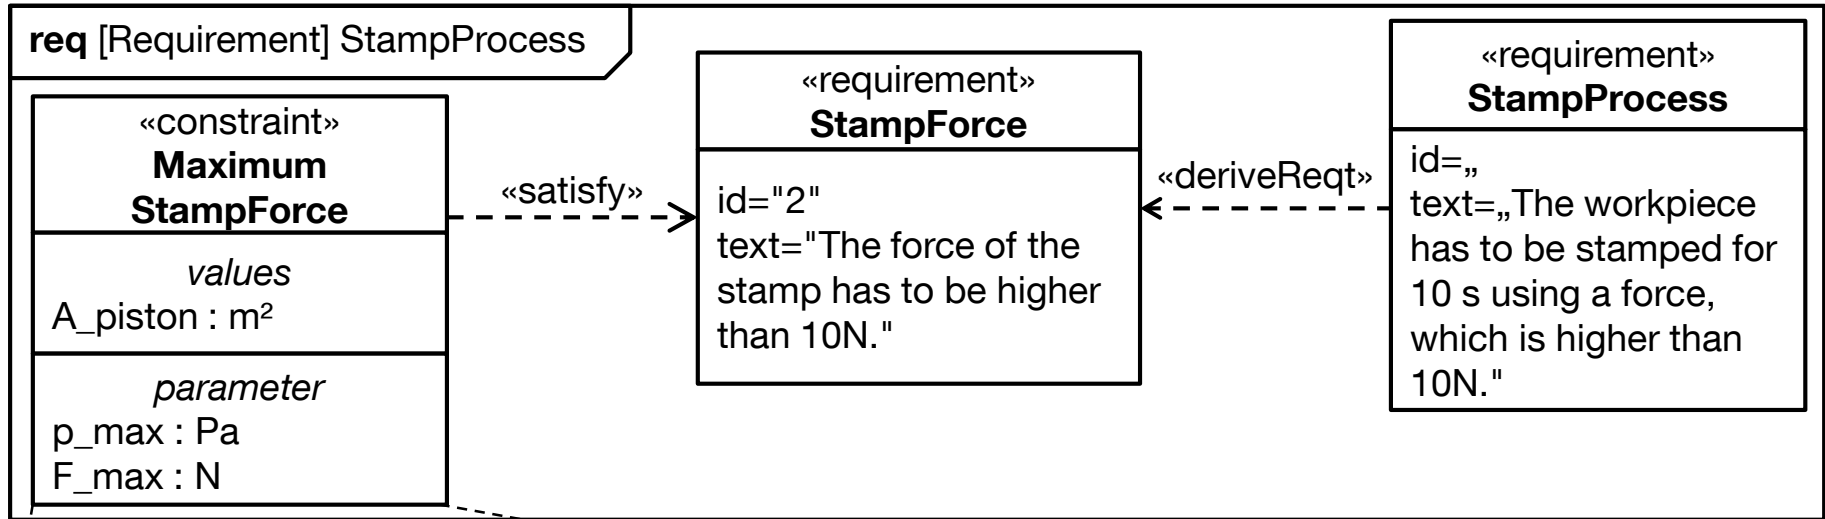 req [Requirement] StampProcess
«constraint»
Maximum
StampForce
values
A_piston : m²
parameter
p_max : Pa
F_max : N
«satisfy»
«requirement»
StampForce
id="2"
text="The force of the
stamp has to be higher
than 10N."
«deriveReqt»
«requirement»
StampProcess
id=„
text=„The workpiece
has to be stamped for
10 s using a force,
which is higher than
10N."